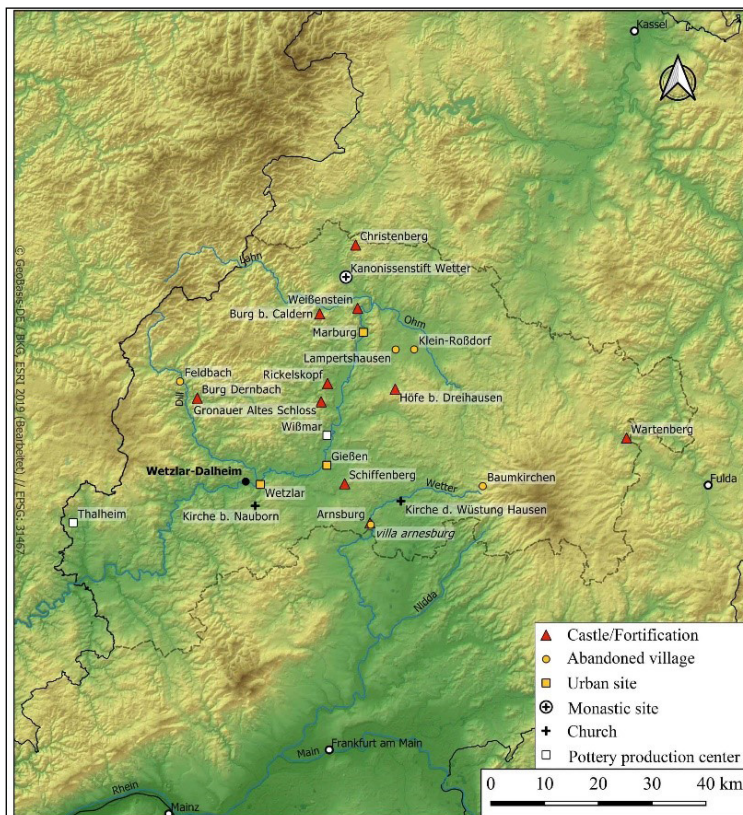 Kassel
Christenberg
Lahn
Kanonissenstift Wetter
Weißenstein
Burg b. Caldern
Ohm
Marburg
Klein-Roßdorf
Lampertshausen
Feldbach
Rickelskopf
Burg Dernbach
Dill
Höfe b. Dreihausen
Gronauer Altes Schloss
Wißmar
Wartenberg
Gießen
Wetzlar-Dalheim
Schiffenberg
Wetter
Baumkirchen
Fulda
Wetzlar
Thalheim
Kirche b. Nauborn
Arnsburg
Kirche d. Wüstung Hausen
villa arnesburg
Nidda
© GeoBasis-DE / BKG, ESRI 2019 (Bearbeitet) // EPSG: 31467
Castle/Fortification
Abandoned village
Urban site
Monastic site
Church
Pottery production center
Main
Frankfurt am Main
Rhein
Mainz
0 10 20 30 40 km